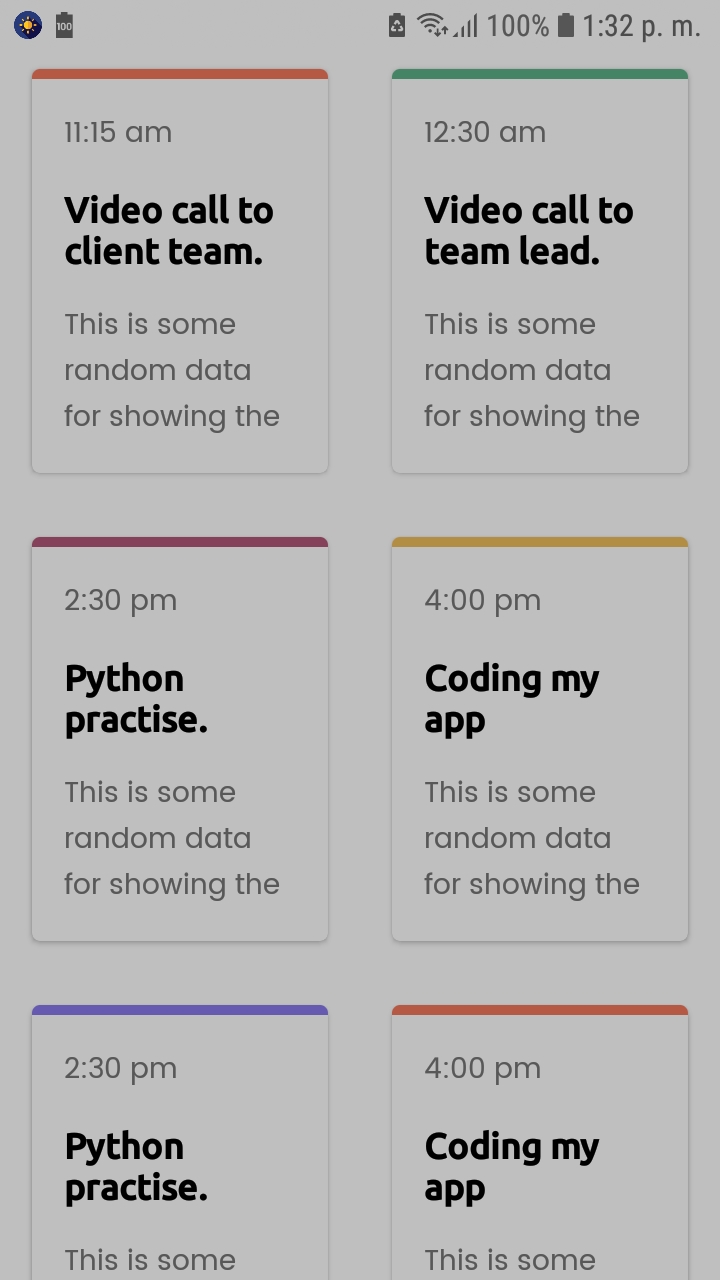 100 100% 1:32 p. m.
11:15 am
Video call to
client team.
This is some
random data
for showing the
12:30 am
Video call to
team lead.
This is some
random data
for showing the
2:30 pm
Python
practise.
This is some
random data
for showing the
4:00 pm
Coding my
app
This is some
random data
for showing the
2:30 pm
Python
practise.
This is some
4:00 pm
Coding my
app
This is some